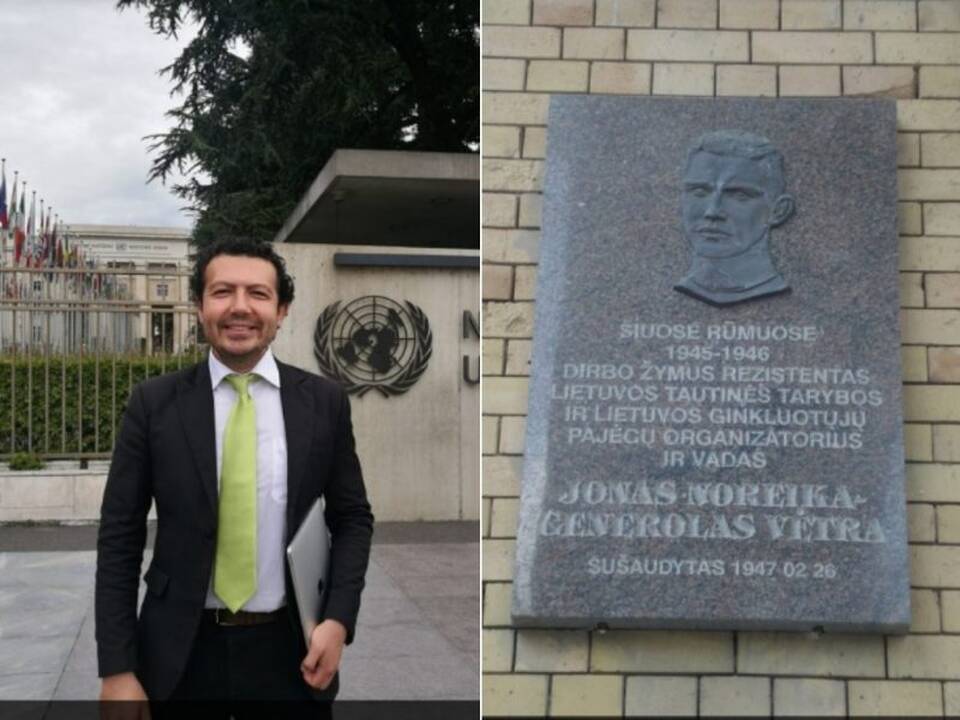 N
U
ŠIUOSE RŪMUOSE
1945-1946
DIRBO ŽYMUS REZISTENTAS
LIETUVOS TAUTINĖS TARYBOS
IR LIETUVOS GINKLUOTŲJŲ
PAJĖGŲ ORGANIZATORIUS
IR VADAS
JONAS NOREIKA-
GENEROLAS VĖTRA
SUŠAUDYTAS 1947 02 26